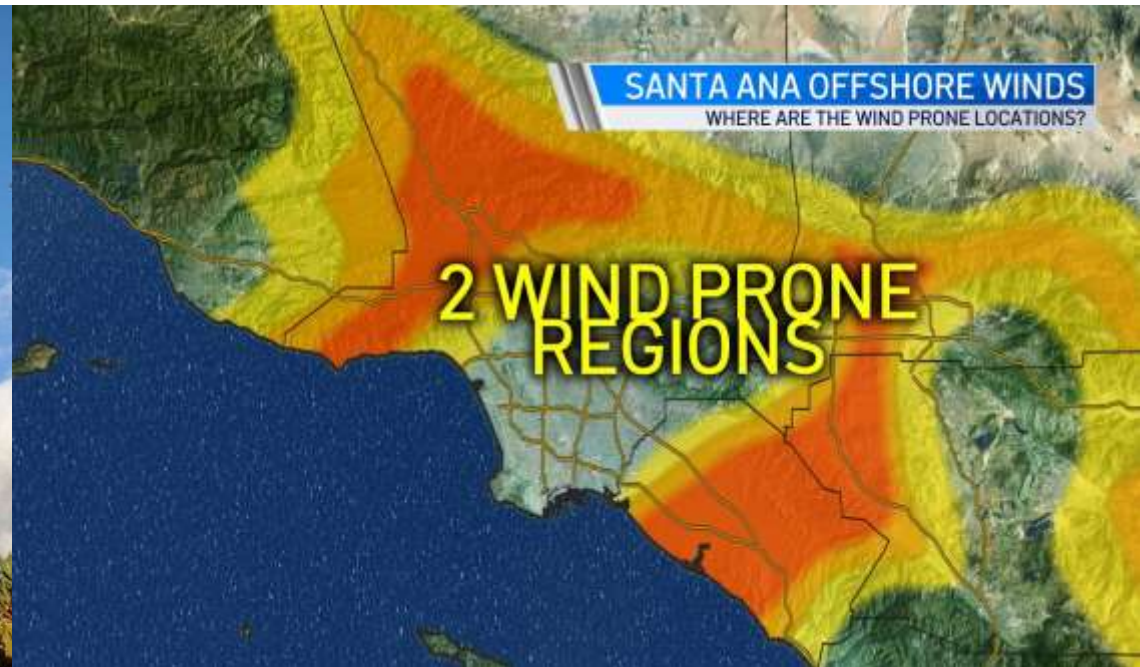 SANTA ANA OFFSHORE WINDS
WHERE ARE THE WIND PRONE LOCATIONS?
2 WIND PRONE
REGIONS